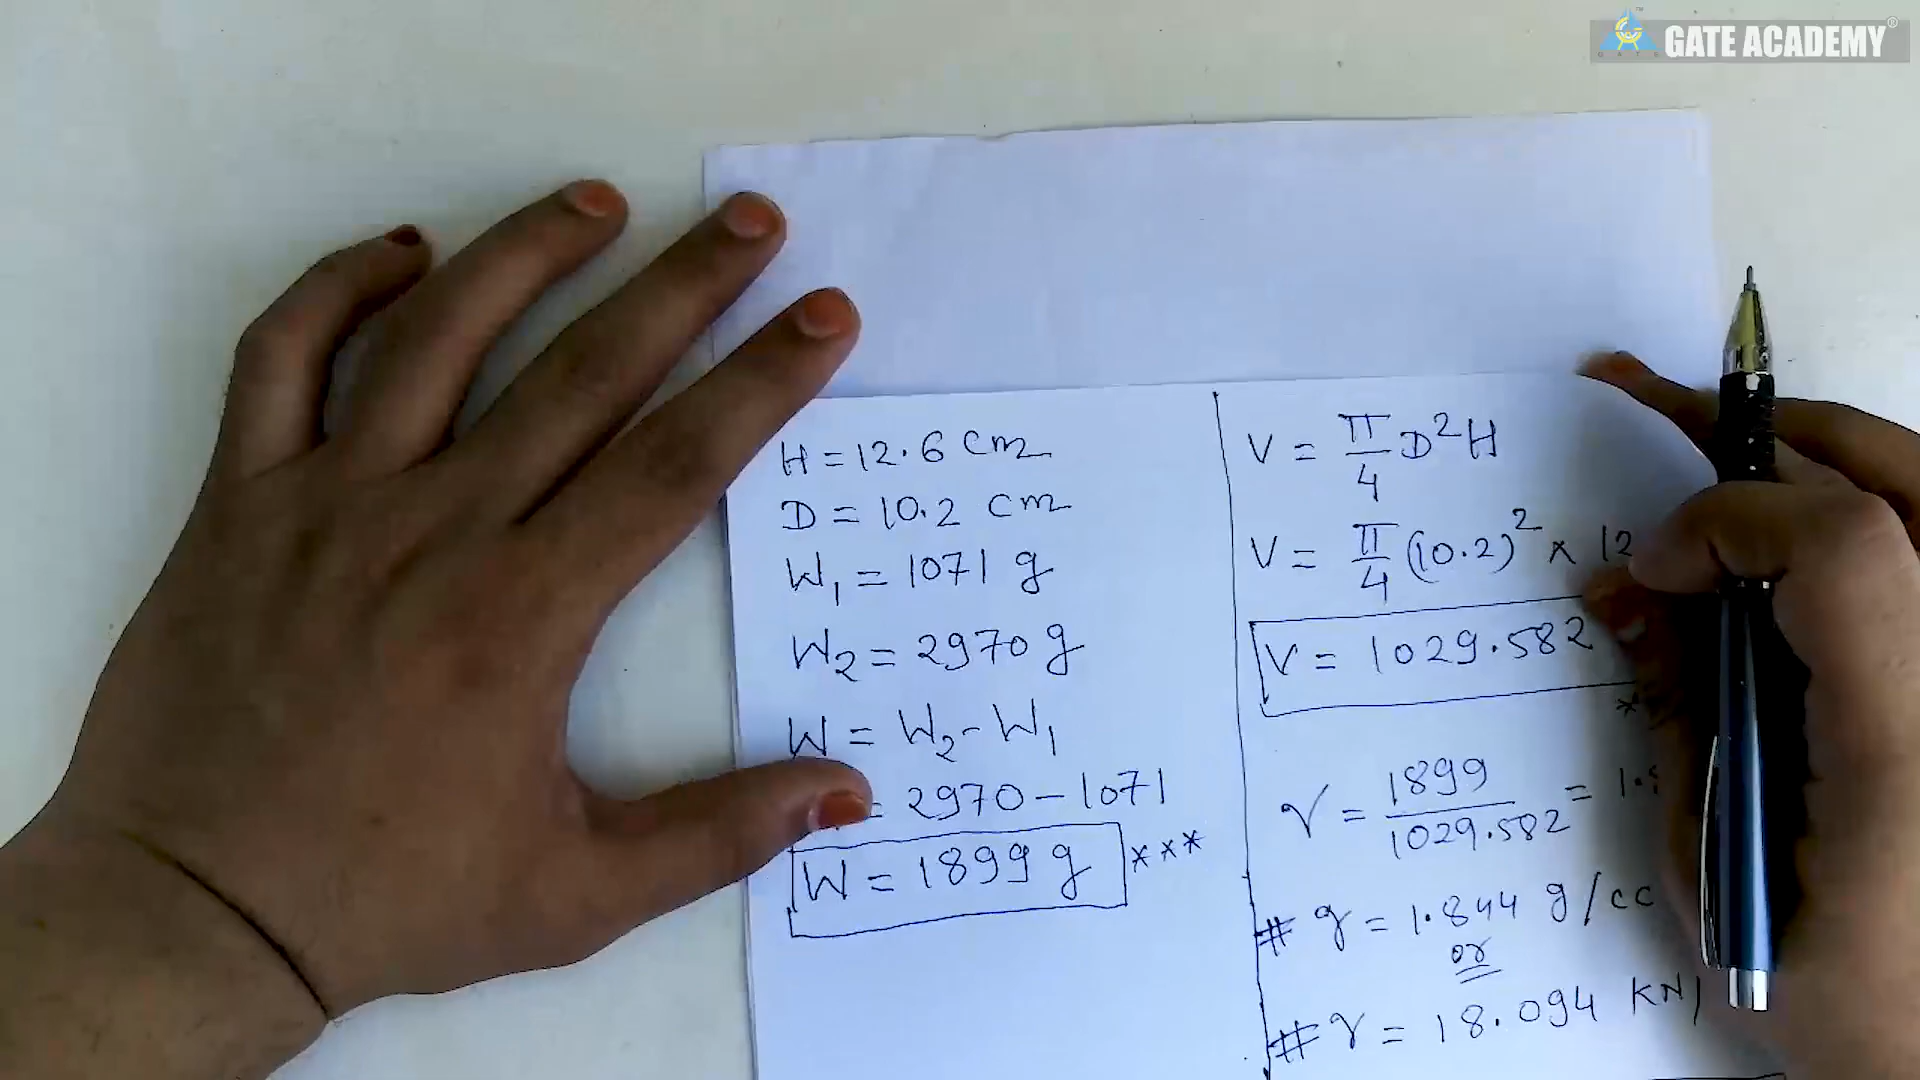 GATE ACADEMY®
H = 12.6 cm
D = 10.2 cm
W₁ = 1071 g
W₂ = 2970 g
W = W₂ - W₁
= 2970 - 1071
W = 1899 g ***
V = π/4 D²H
V = π/4 (10.2)² × 12
V = 1029.582
*
γ = 1899/1029.582 = 1.
# γ = 1.844 g/cc
or
# γ = 18.094 KN